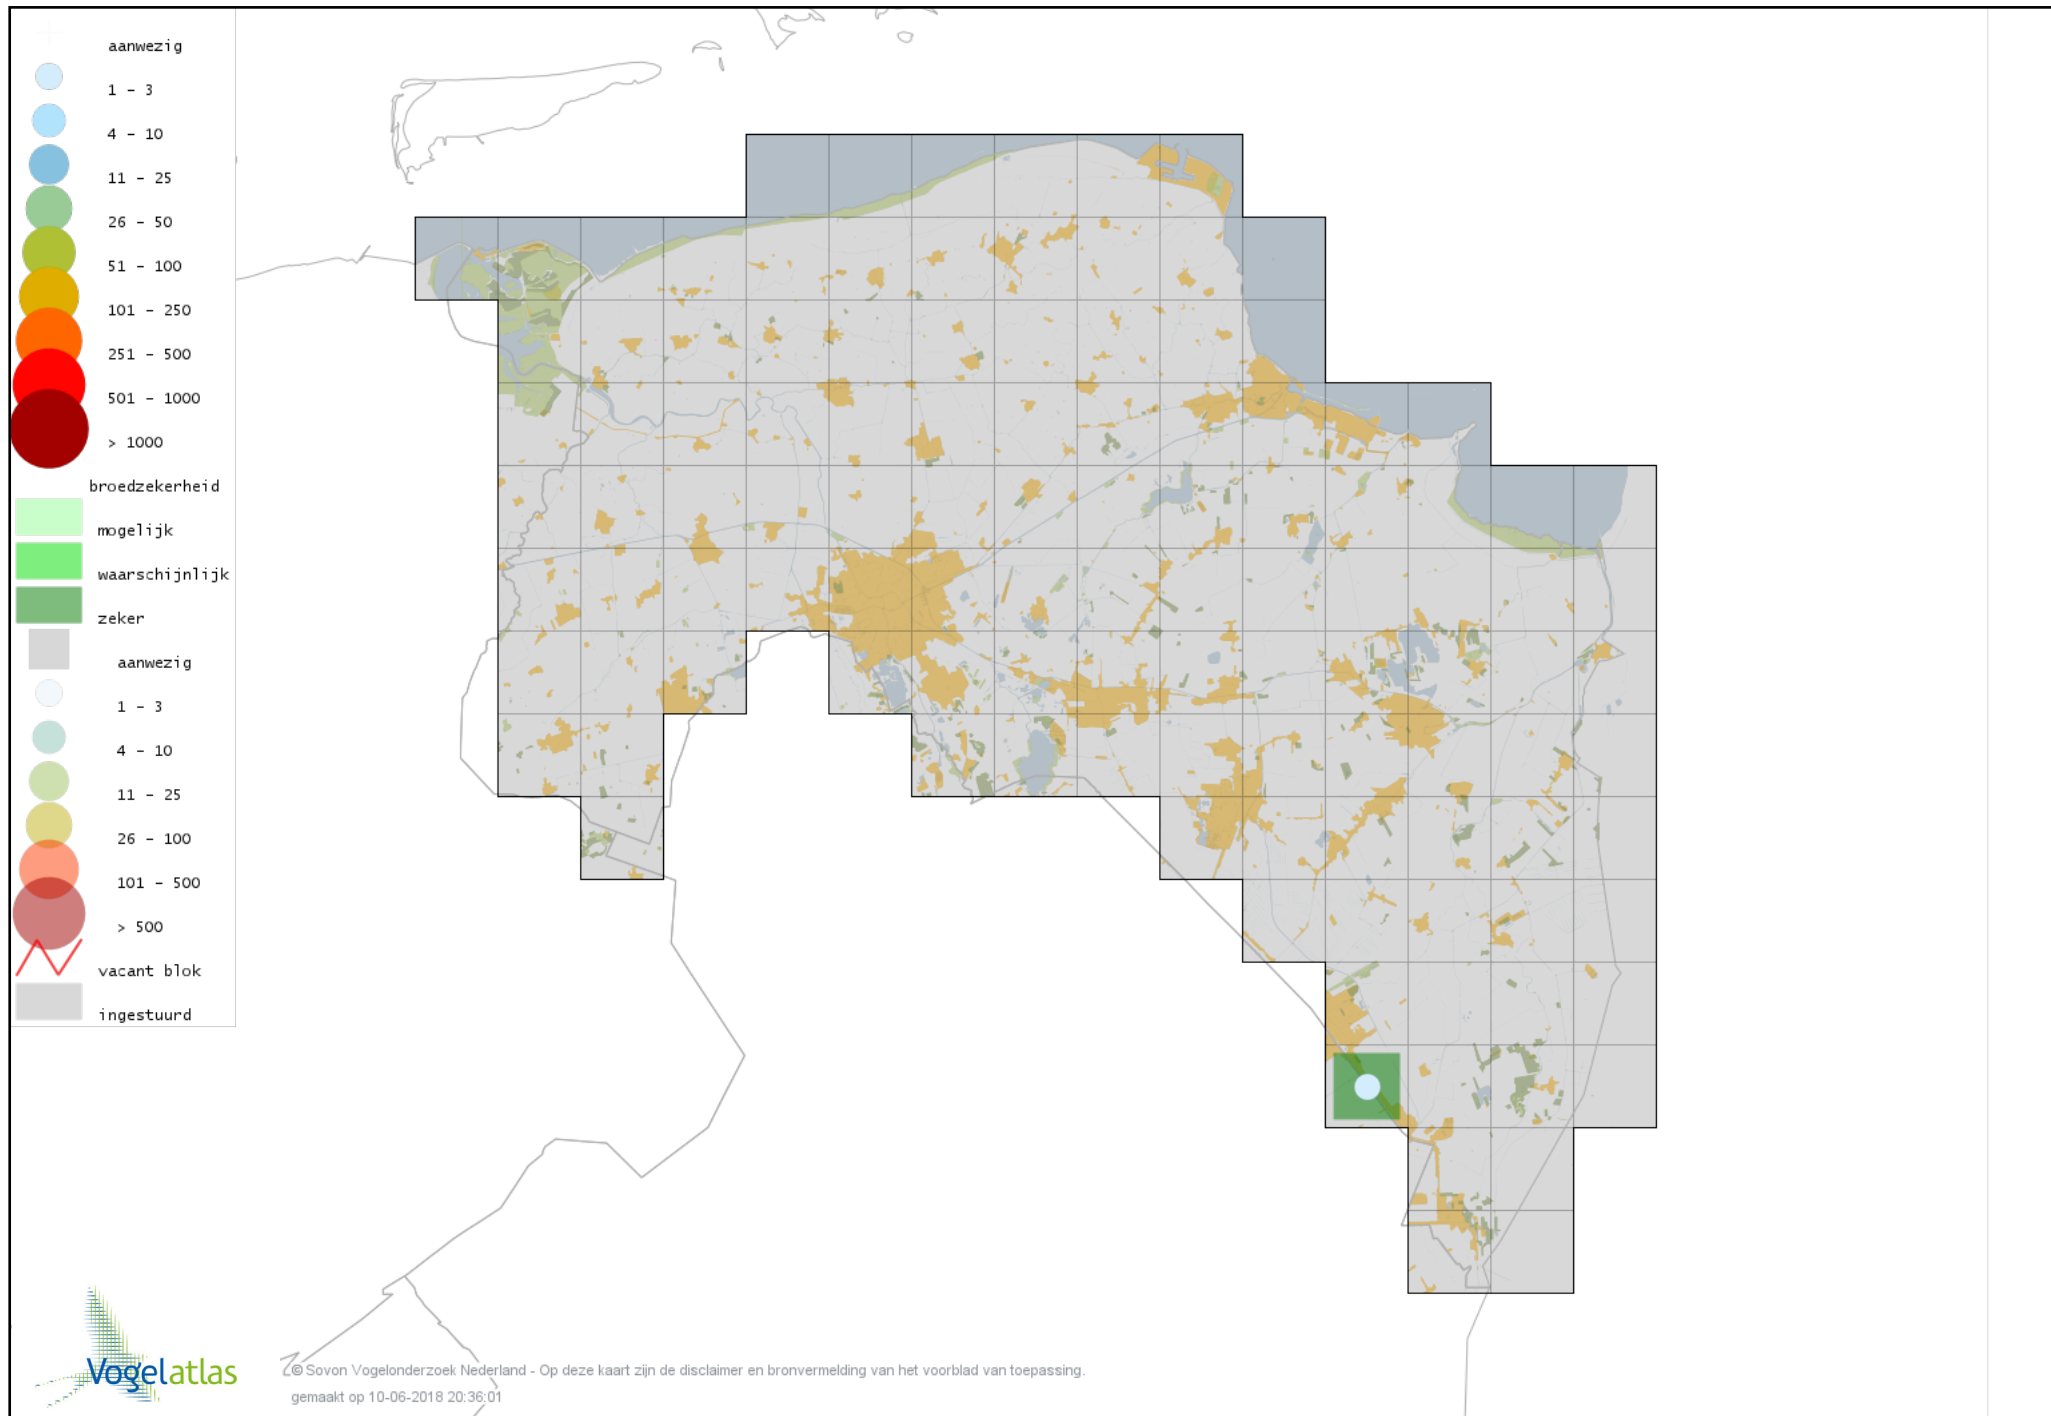 aanwezig
1 – 3
4 – 10
11 – 25
26 – 50
51 – 100
101 – 250
251 – 500
501 – 1000
> 1000
broedzekerheid
mogelijk
waarschijnlijk
zeker
aanwezig
1 – 3
4 – 10
11 – 25
26 – 100
101 – 500
> 500
vacant blok
ingestuurd
Vogelatlas
© Sovon Vogelonderzoek Nederland - Op deze kaart zijn de disclaimer en bronvermelding van het voorblad van toepassing.
gemaakt op 10-06-2018 20:36:01